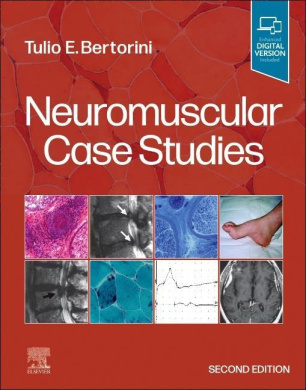 Tulio E. Bertorini
Enhanced
DIGITAL
VERSION
Included
Neuromuscular
Case Studies
ELSEVIER
SECOND EDITION